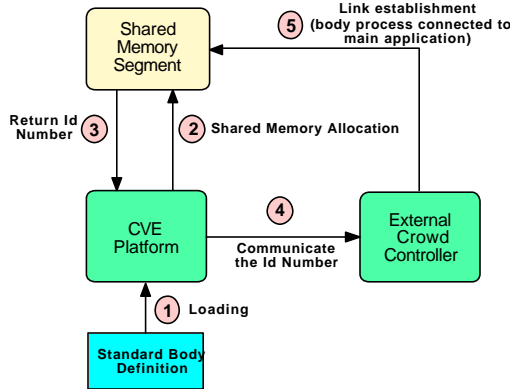 5
Link establishment
(body process connected to
main application)
Shared
Memory
Segment
Return Id
Number
3
2
Shared Memory Allocation
4
CVE
Platform
External
Crowd
Controller
Communicate
the Id Number
1
Loading
Standard Body
Definition